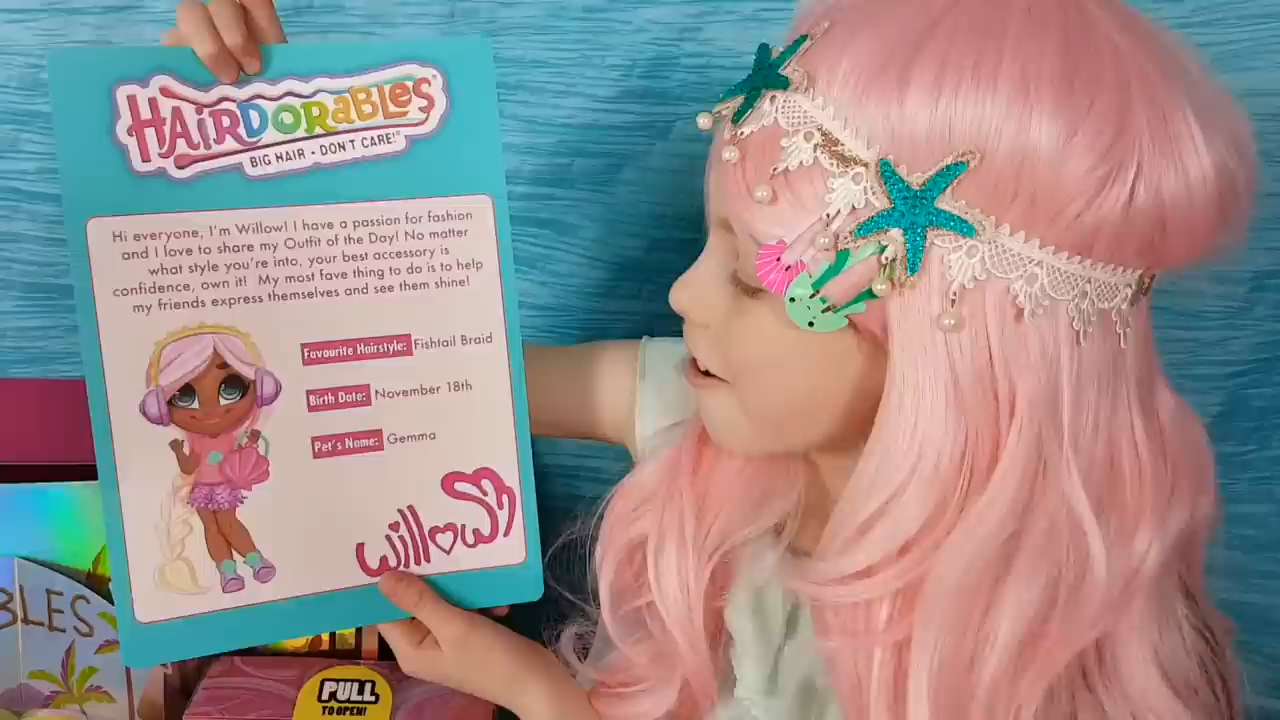 HAIRDORABLES
BIG HAIR • DON'T CARE!
Hi everyone, I'm Willow! I have a passion for fashion
and I love to share my Outfit of the Day! No matter
what style you're into, your best accessory is
confidence, own it! My most fave thing to do is to help
my friends express themselves and see them shine!
Favourite Hairstyle: Fishtail Braid
Birth Date: November 18th
Pet's Name: Gemma
willow
BLES
PULL
TO OPEN!